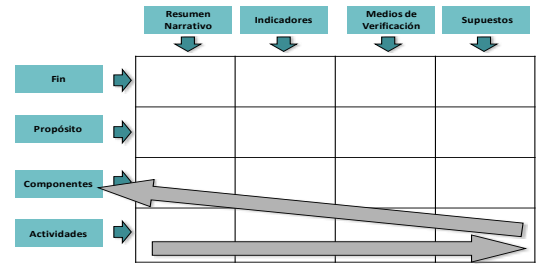 Resumen
Narrativo
Indicadores
Medios de
Verificación
Supuestos
Fin
Propósito
Componentes
Actividades